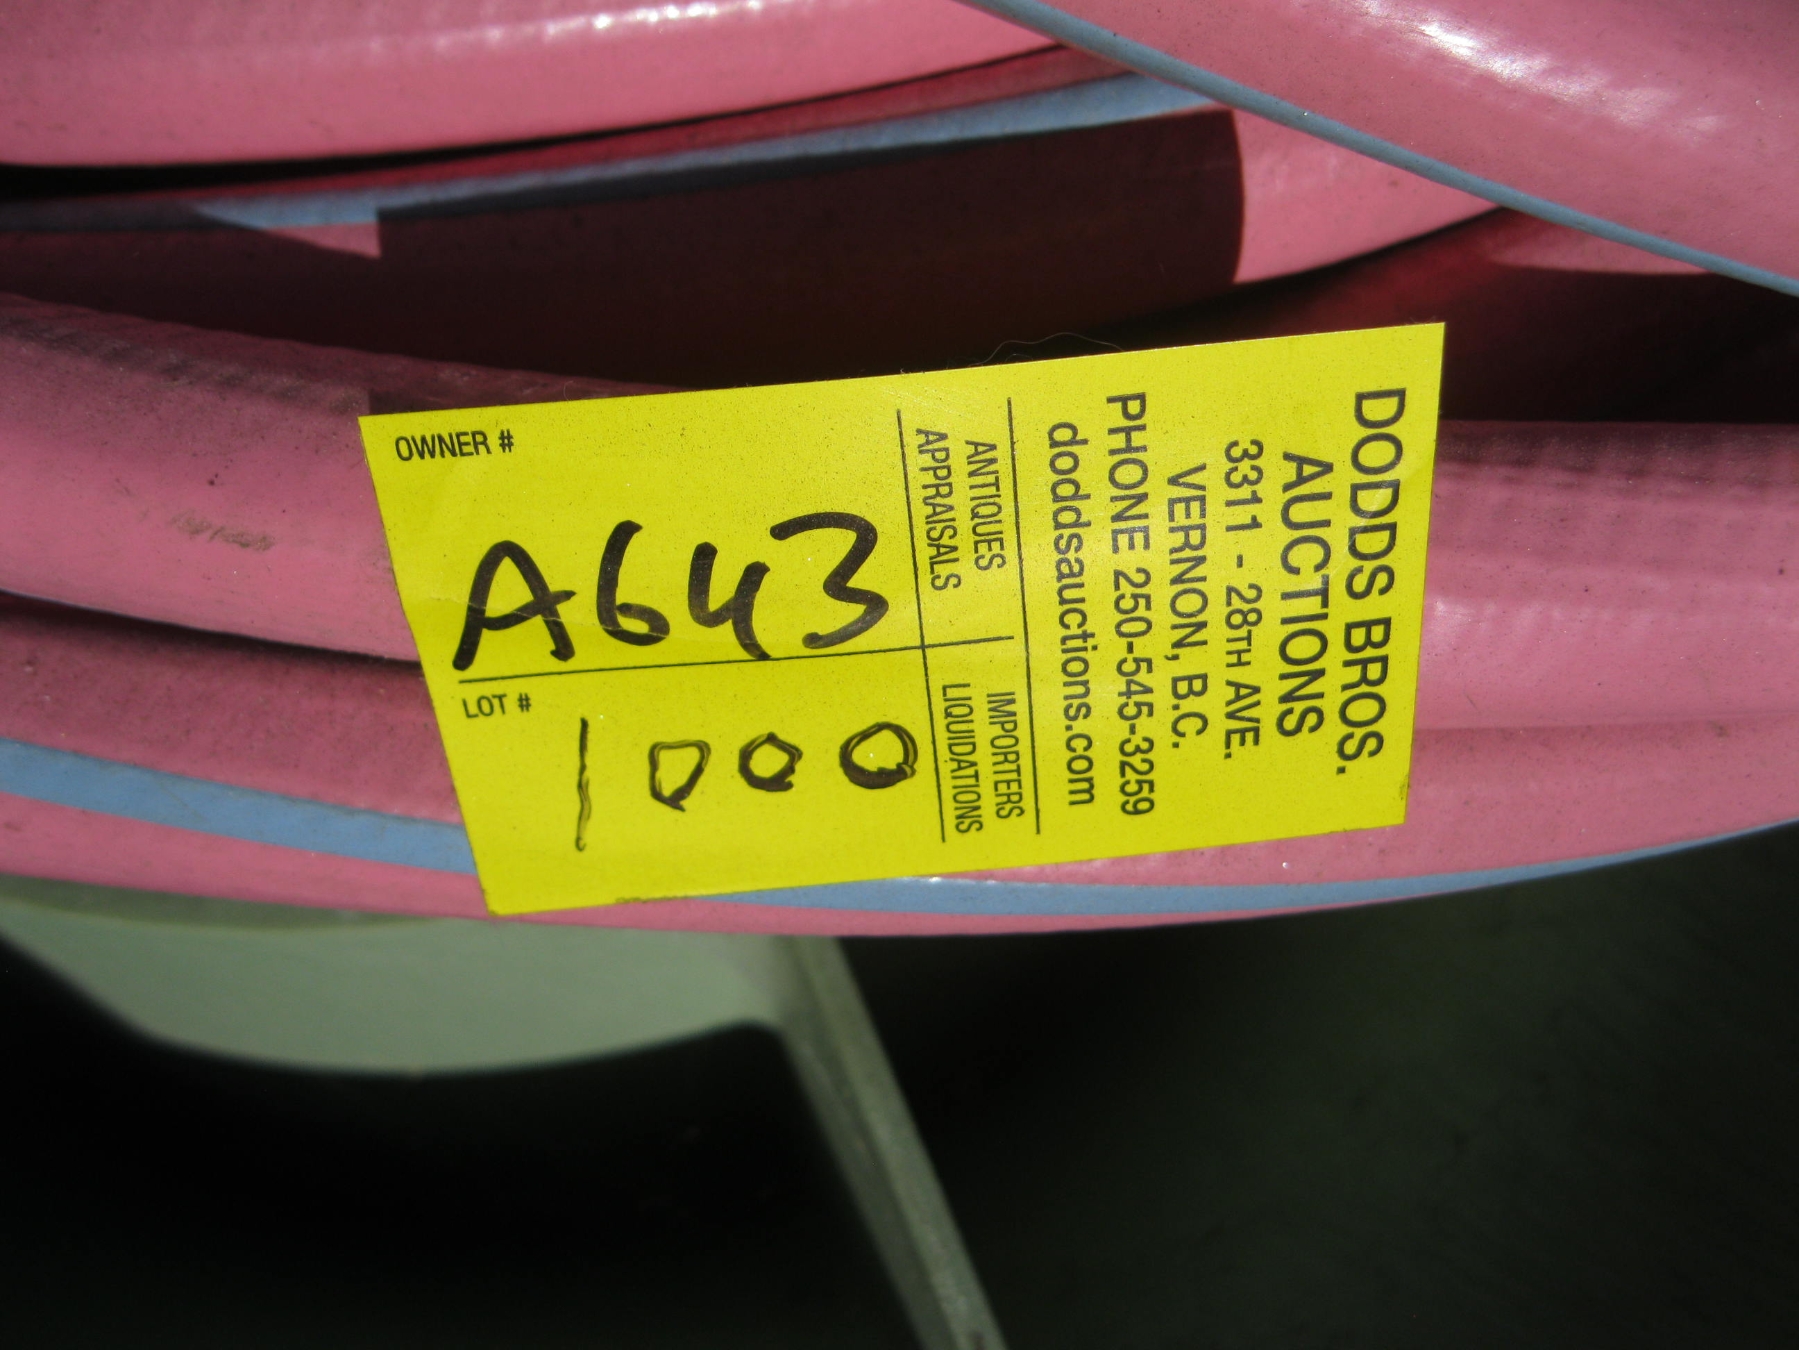 DODDS BROS.
AUCTIONS
3311 - 28TH AVE.
VERNON, B.C.
PHONE 250-545-3259
doddsauctions.com
ANTIQUES
APPRAISALS
IMPORTERS
LIQUIDATIONS
OWNER #
A643
LOT #
1000